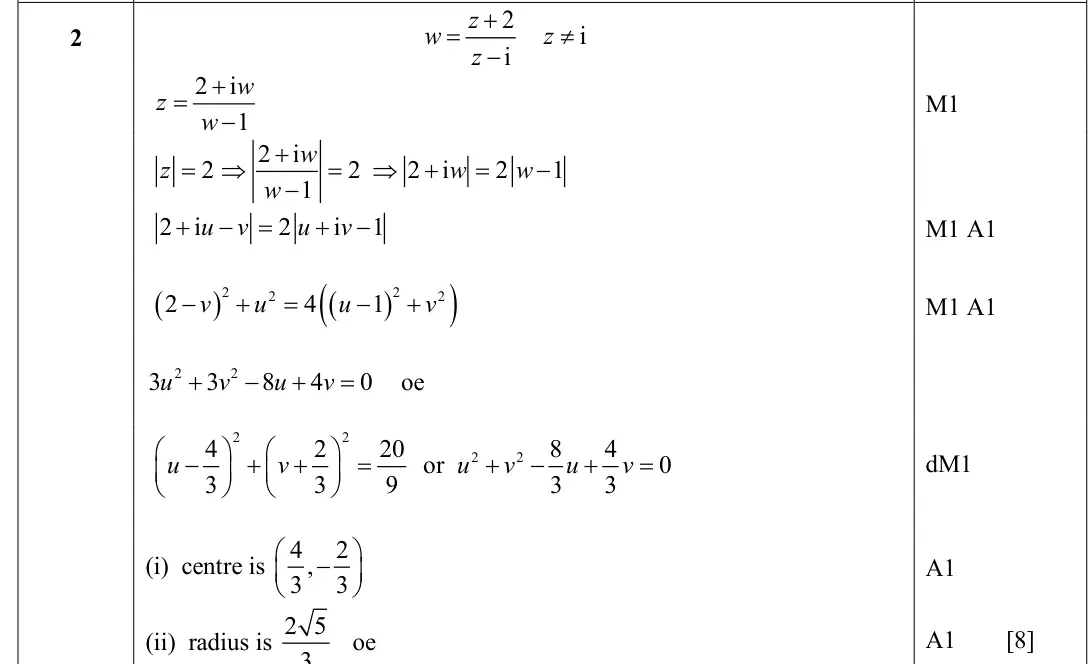 2 w = (z + 2)/(z − i) z ≠ i
z = (2 + iw)/(w − 1) M1
|z| = 2 ⇒ |(2 + iw)/(w − 1)| = 2 ⇒ |2 + iw| = 2|w − 1|
|2 + iu − v| = 2|u + iv − 1| M1 A1
(2 − v)² + u² = 4((u − 1)² + v²) M1 A1
3u² + 3v² − 8u + 4v = 0 oe
(u − 4/3)² + (v + 2/3)² = 20/9 or u² + v² − 8/3 u + 4/3 v = 0 dM1
(i) centre is (4/3, −2/3) A1
(ii) radius is 2√5/3 oe A1 [8]